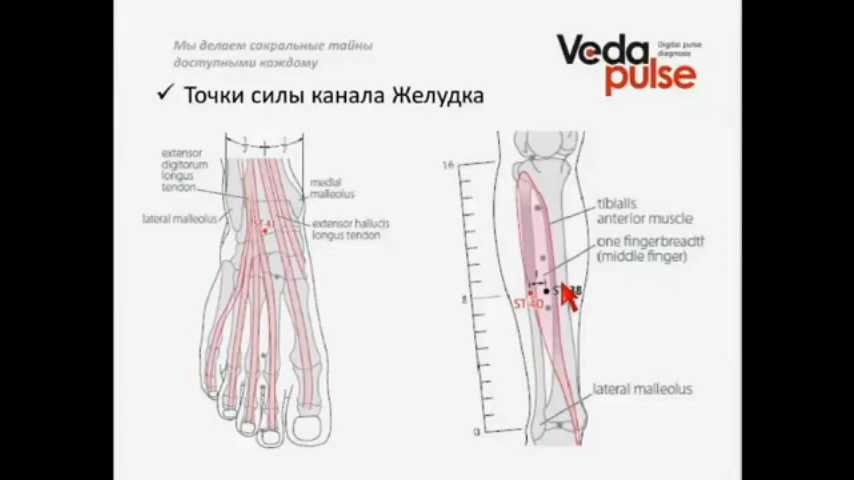 Мы делаем сакральные тайны
доступными каждому
Veda
pulse
Digital pulse
diagnosis
✓ Точки силы канала Желудка
extensor
digitorum
longus
tendon
lateral malleolus
medial
malleolus
extensor hallucis
longus tendon
ST 41
16
8
0
tibialis
anterior muscle
one fingerbreadth
(middle finger)
ST 40
lateral malleolus